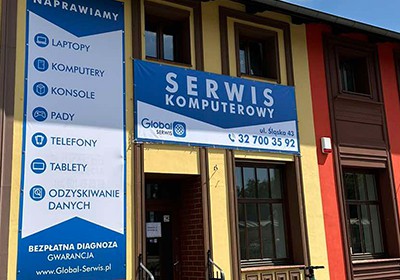 NAPRAWIAMY
LAPTOPY
KOMPUTERY
KONSOLE
PADY
TELEFONY
TABLETY
ODZYSKIWANIE
DANYCH
BEZPŁATNA DIAGNOZA
GWARANCJA
www.Global-Serwis.pl
SERWIS
KOMPUTEROWY
Global
SERWIS
ul. Śląska 43
32 700 35 92